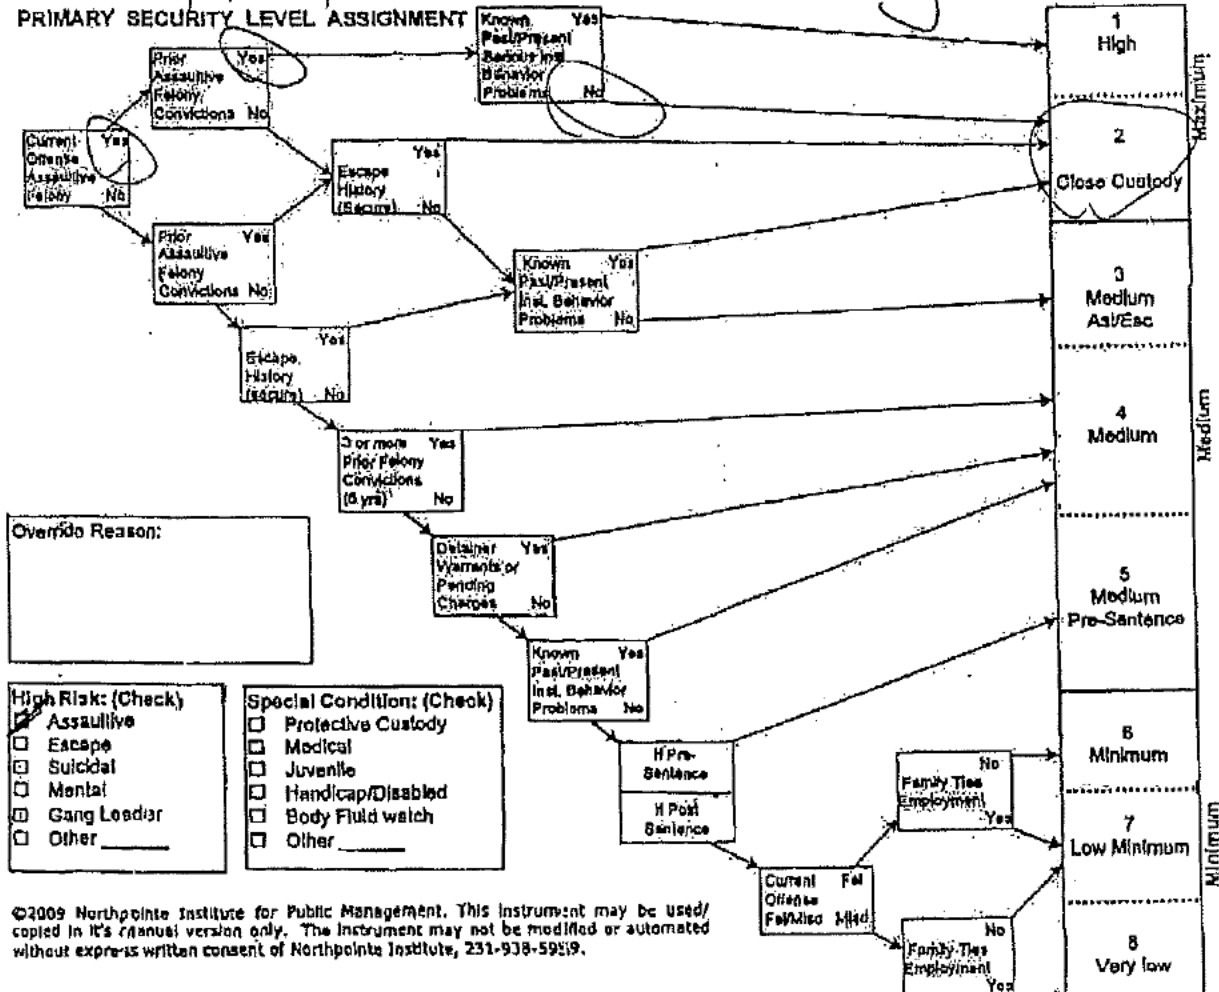 PRIMARY SECURITY LEVEL ASSIGNMENT
Known Yes
Past/Present
Serious Inst
Behavior
Problems No
1
High
Maximum
Prior Yes
Assaultive
Felony
Convictions No
2
Close Custody
Current Yes
Offense
Assaultive
Felony No
Yes
Escape
History
(Secure) No
Prior Yes
Assaultive
Felony
Convictions No
Known Yes
Past/Present
Inst. Behavior
Problems No
3
Medium
Asl/Esc
Yes
Escape
History
(secure) No
4
Medium
Medium
3 or more Yes
Prior Felony
Convictions
(5 yrs) No
Override Reason:
Detainer Yes
Warrants or
Pending
Charges No
5
Medium
Pre-Sentence
Known Yes
Past/Present
Inst. Behavior
Problems No
High Risk: (Check)
Assaultive
Escape
Suicidal
Mental
Gang Leader
Other
Special Condition: (Check)
Protective Custody
Medical
Juvenile
Handicap/Disabled
Body Fluid watch
Other
If Pre-
Sentence
If Post
Sentence
No
Family Ties
Employment
Yes
6
Minimum
7
Low Minimum
Minimum
Current Fel
Offense
Fel/Misd Misd
No
Family Ties
Employment
Yes
8
Very low
©2009 Northpointe Institute for Public Management. This instrument may be used/
copied in it's manual version only. The instrument may not be modified or automated
without express written consent of Northpointe Institute, 231-938-5959.